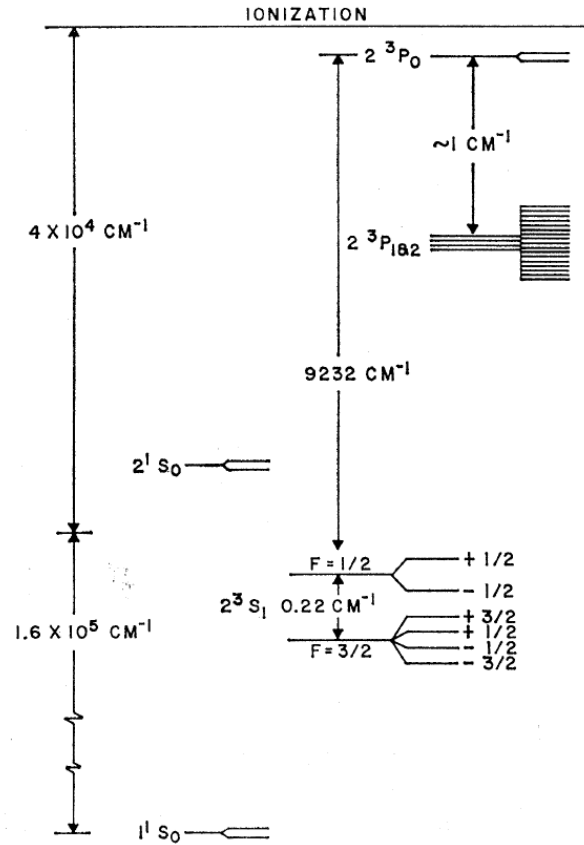 IONIZATION
2 ³P₀
~1 CM⁻¹
4 X 10⁴ CM⁻¹
2 ³P₁&₂
9232 CM⁻¹
2¹ S₀
F = 1/2
+ 1/2
- 1/2
2³ S₁ 0.22 CM⁻¹
+ 3/2
+ 1/2
1.6 X 10⁵ CM⁻¹
F = 3/2
- 1/2
- 3/2
1¹ S₀